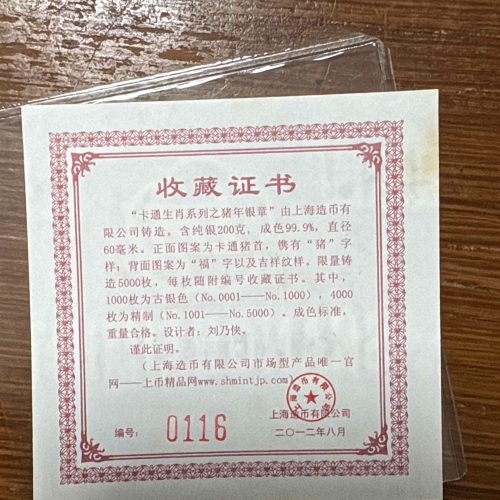 收藏证书
“卡通生肖系列之猪年银章”由上海造币有
限公司铸造。含纯银200克，成色99.9%，直径
60毫米。正面图案为卡通猪首，镌有“猪”字
样；背面图案为“福”字以及吉祥纹样。限量铸
造5000枚，每枚随附编号收藏证书。其中，
1000枚为古银色（No.0001——No.1000），4000
枚为精制（No.1001——No.5000）。成色标准，
重量合格。设计者：刘乃侠。
谨此证明。
（上海造币有限公司市场型产品唯一官
网——上币精品网www.shmintjp.com）
上海造币有限公司
编号：0116
上海造币有限公司
二〇一二年八月